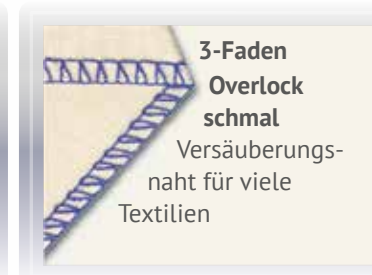 3-Faden
Overlock
schmal
Versäuberungs-
naht für viele
Textilien